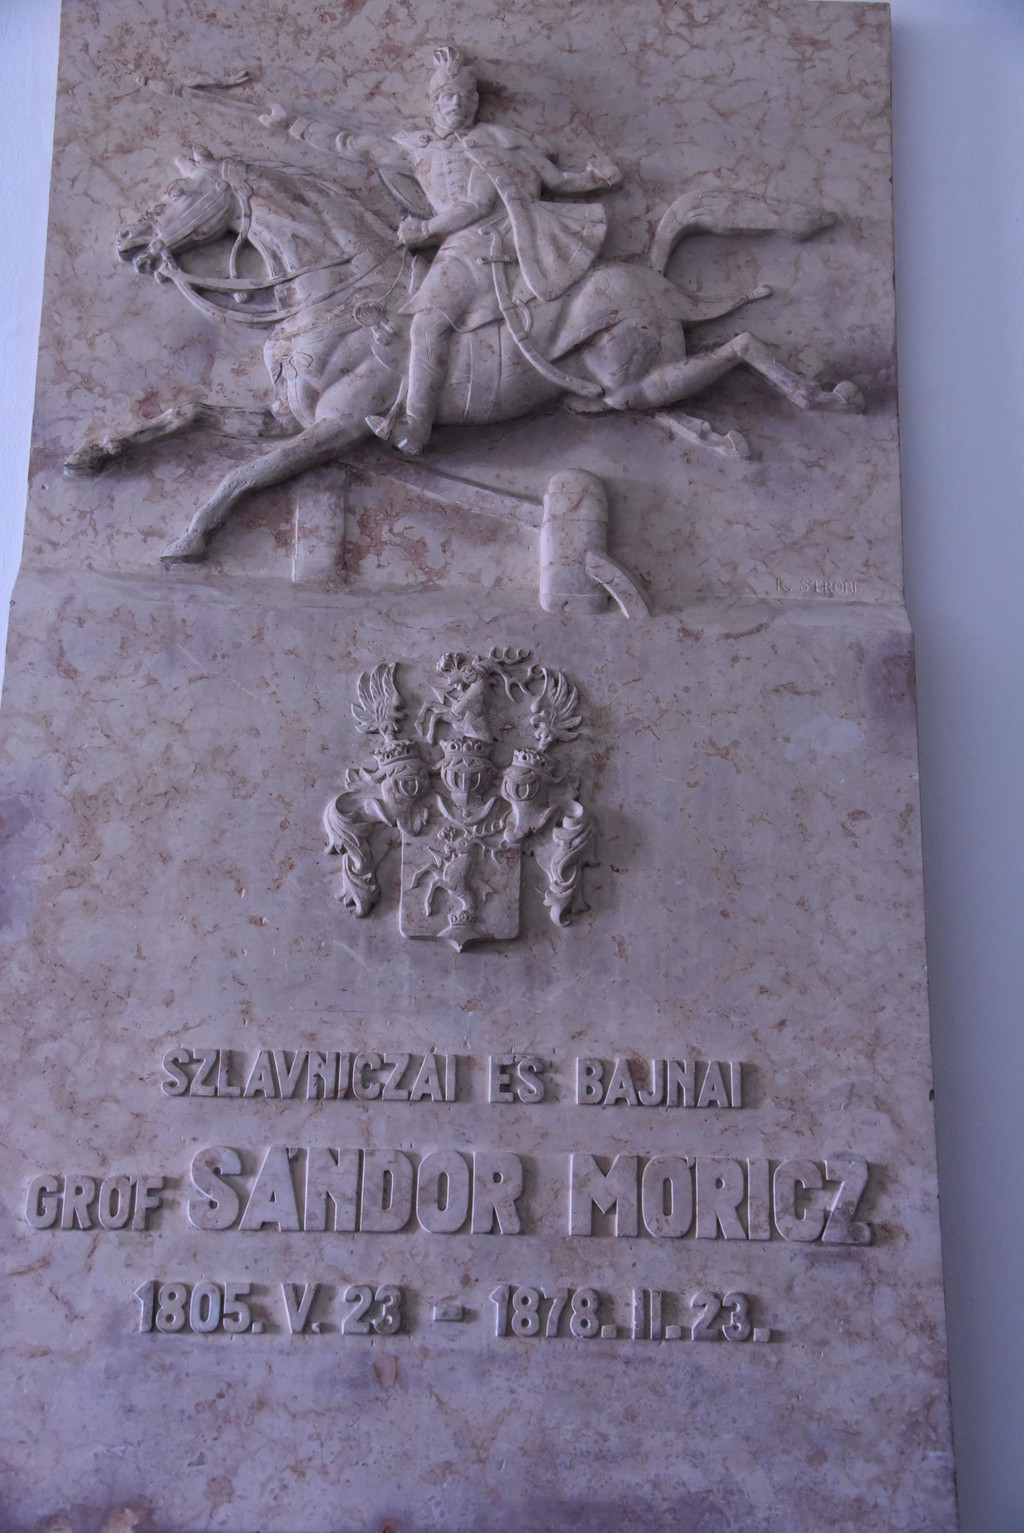 K. STROBL
SZLAVNICZAI ÉS BAJNAI
GRÓF SÁNDOR MÓRICZ
1805. V. 23 - 1878. II. 23.